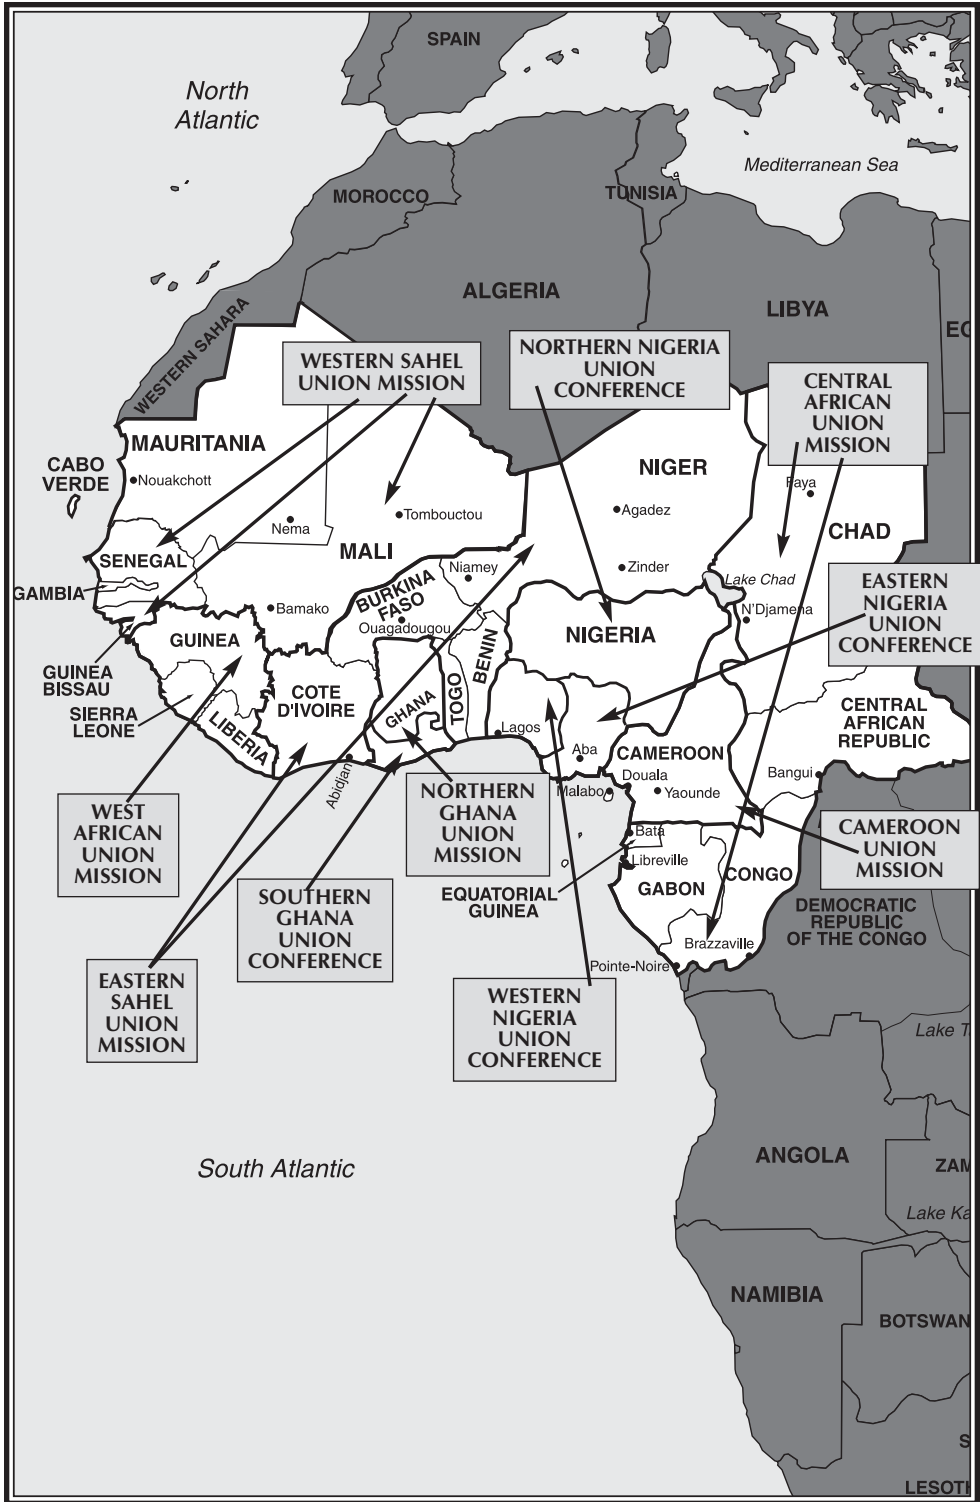 SPAIN
North
Atlantic
Mediterranean Sea
MOROCCO
TUNISIA
ALGERIA
LIBYA
WESTERN SAHARA
WESTERN SAHEL
UNION MISSION
NORTHERN NIGERIA
UNION
CONFERENCE
CENTRAL
AFRICAN
UNION
MISSION
MAURITANIA
CABO
VERDE
Nouakchott
NIGER
Faya
Nema
Tombouctou
Agadez
CHAD
SENEGAL
MALI
GAMBIA
Niamey
Zinder
Lake Chad
EASTERN
NIGERIA
UNION
CONFERENCE
BURKINA
FASO
Bamako
Ouagadougou
N'Djamena
GUINEA
NIGERIA
GUINEA
BISSAU
SIERRA
LEONE
LIBERIA
COTE
D'IVOIRE
GHANA
TOGO
BENIN
Lagos
Aba
CENTRAL
AFRICAN
REPUBLIC
CAMEROON
Abidjan
Malabo
Douala
Yaounde
Bangui
WEST
AFRICAN
UNION
MISSION
NORTHERN
GHANA
UNION
MISSION
CAMEROON
UNION
MISSION
Bata
Libreville
EQUATORIAL
GUINEA
GABON
CONGO
SOUTHERN
GHANA
UNION
CONFERENCE
DEMOCRATIC
REPUBLIC
OF THE CONGO
Brazzaville
Pointe-Noire
EASTERN
SAHEL
UNION
MISSION
WESTERN
NIGERIA
UNION
CONFERENCE
Lake T
South Atlantic
ANGOLA
ZAM
Lake Ka
NAMIBIA
BOTSWAN
S